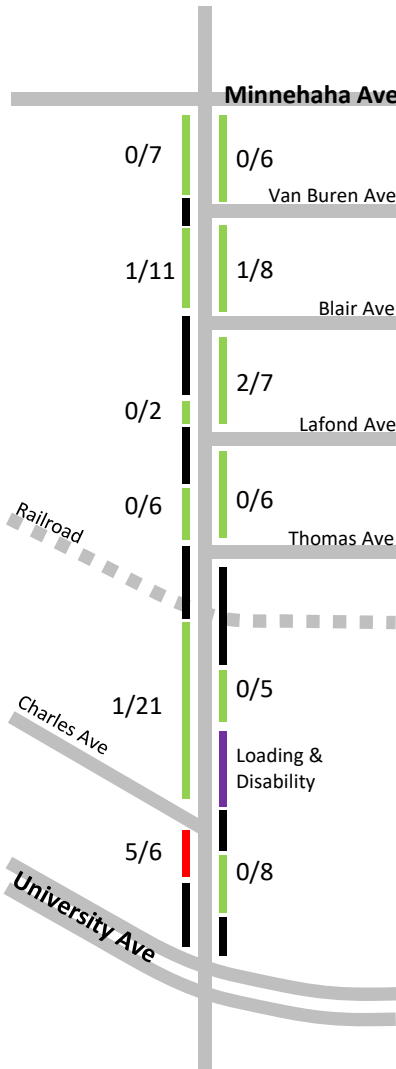 Minnehaha Ave
0/7
0/6
Van Buren Ave
1/11
1/8
Blair Ave
2/7
0/2
Lafond Ave
0/6
0/6
Railroad
Thomas Ave
0/5
1/21
Charles Ave
Loading &
Disability
5/6
0/8
University Ave